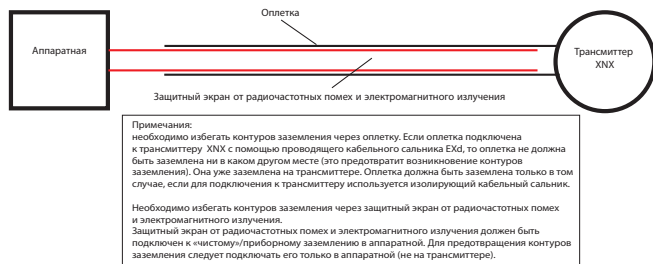 Оплетка
Аппаратная
Трансмиттер
XNX
Защитный экран от радиочастотных помех и электромагнитного излучения
Примечания:
необходимо избегать контуров заземления через оплетку. Если оплетка подключена
к трансмиттеру XNX с помощью проводящего кабельного сальника EXd, то оплетка не должна
быть заземлена ни в каком другом месте (это предотвратит возникновение контуров
заземления). Она уже заземлена на трансмиттере. Оплетка должна быть заземлена только в том
случае, если для подключения к трансмиттеру используется изолирующий кабельный сальник.
Необходимо избегать контуров заземления через защитный экран от радиочастотных помех
и электромагнитного излучения.
Защитный экран от радиочастотных помех и электромагнитного излучения должен быть
подключен к «чистому»/приборному заземлению в аппаратной. Для предотвращения контуров
заземления следует подключать его только в аппаратной (не на трансмиттере).